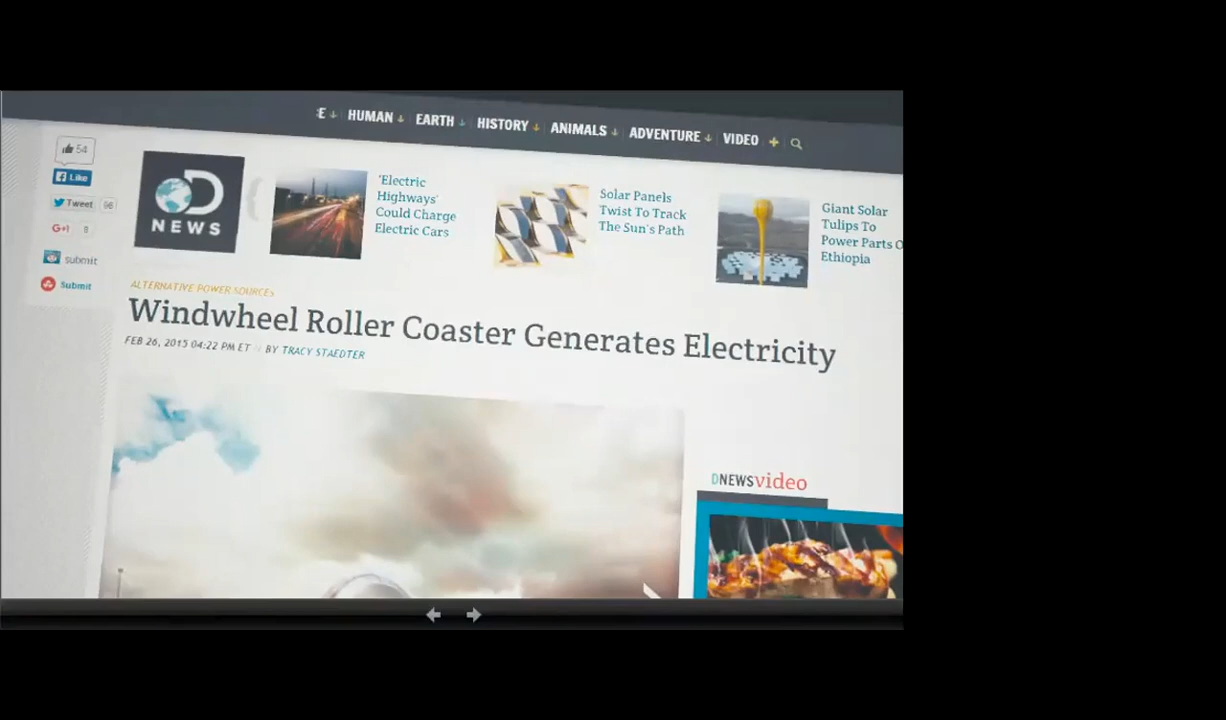 E HUMAN EARTH HISTORY ANIMALS ADVENTURE VIDEO
54
Like
Tweet 98
G+1 8
submit
Submit
D
NEWS
'Electric
Highways'
Could Charge
Electric Cars
Solar Panels
Twist To Track
The Sun's Path
Giant Solar
Tulips To
Power Parts O
Ethiopia
ALTERNATIVE POWER SOURCES
Windwheel Roller Coaster Generates Electricity
FEB 26, 2015 04:22 PM ET // BY TRACY STAEDTER
DNEWSvideo